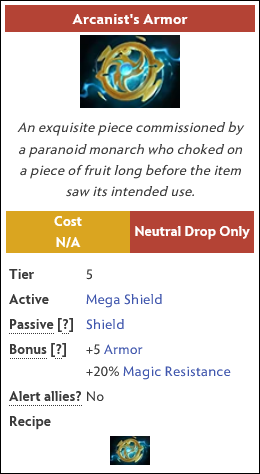 Arcanist's Armor
An exquisite piece commissioned by
a paranoid monarch who choked on
a piece of fruit long before the item
saw its intended use.
Cost
N/A
Neutral Drop Only
Tier 5
Active Mega Shield
Passive [?] Shield
Bonus [?] +5 Armor
+20% Magic Resistance
Alert allies? No
Recipe